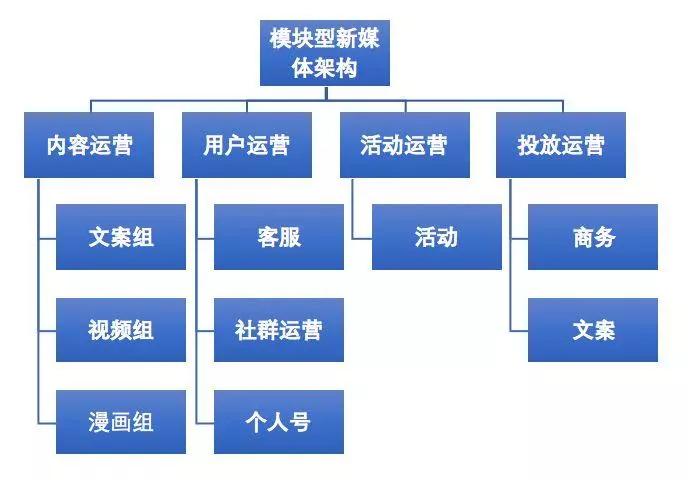 模块型新媒
体架构
内容运营
用户运营
活动运营
投放运营
文案组
客服
活动
商务
视频组
社群运营
文案
漫画组
个人号